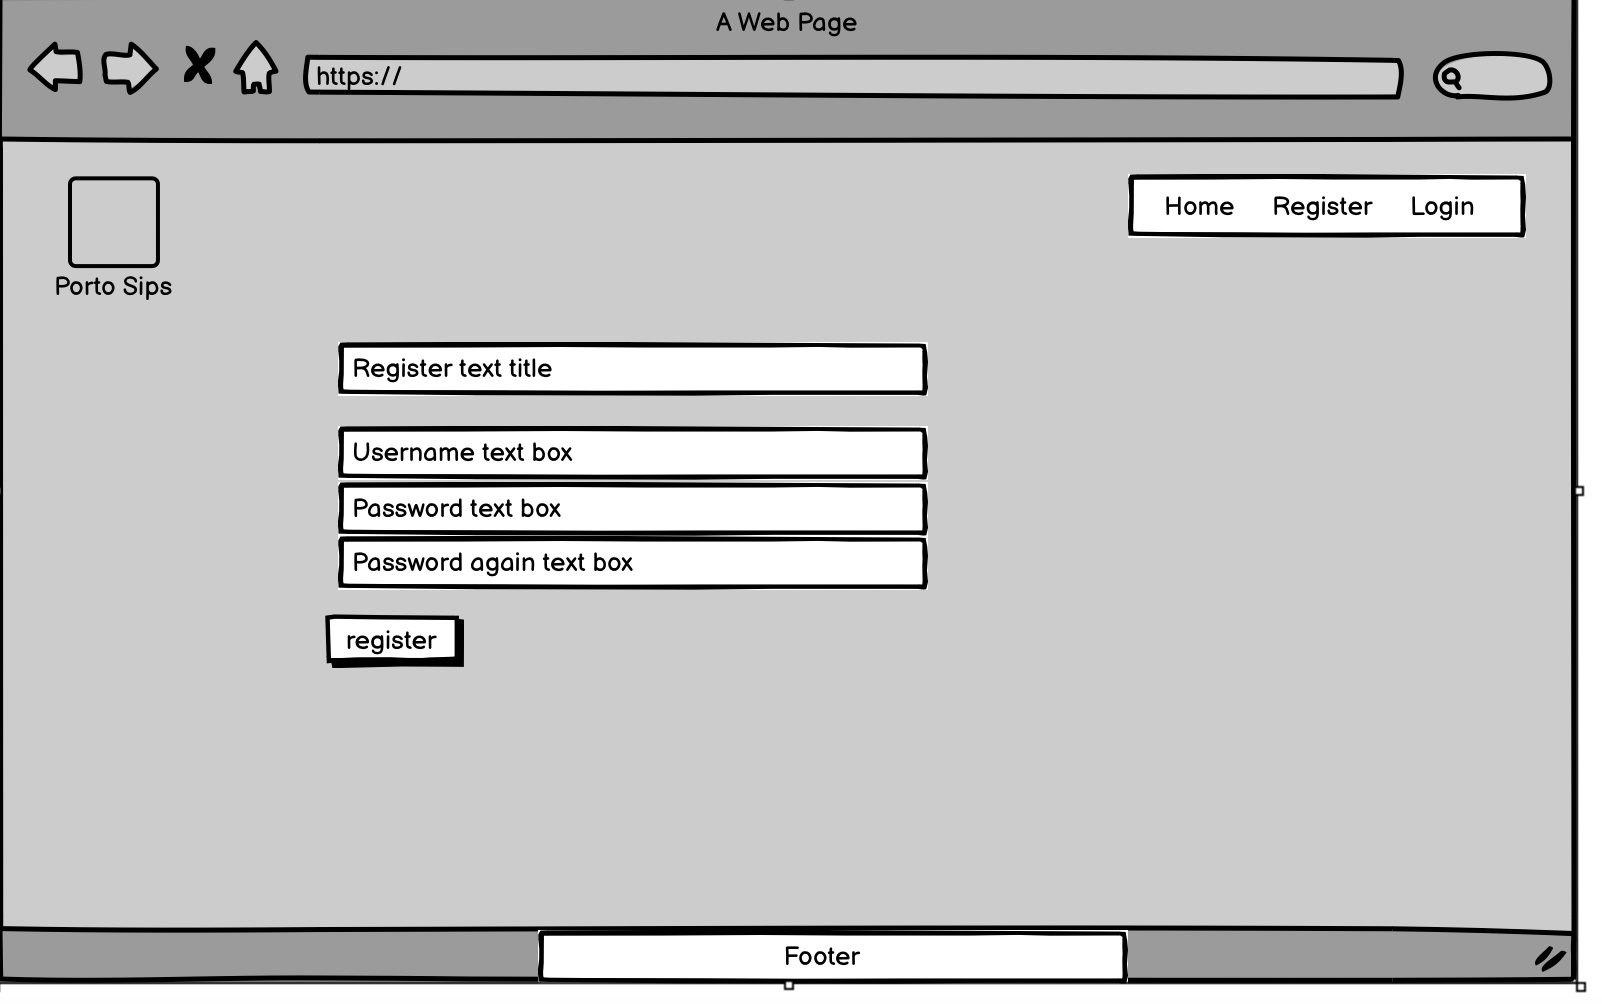 A Web Page
https://
Home Register Login
Porto Sips
Register text title
Username text box
Password text box
Password again text box
register
Footer